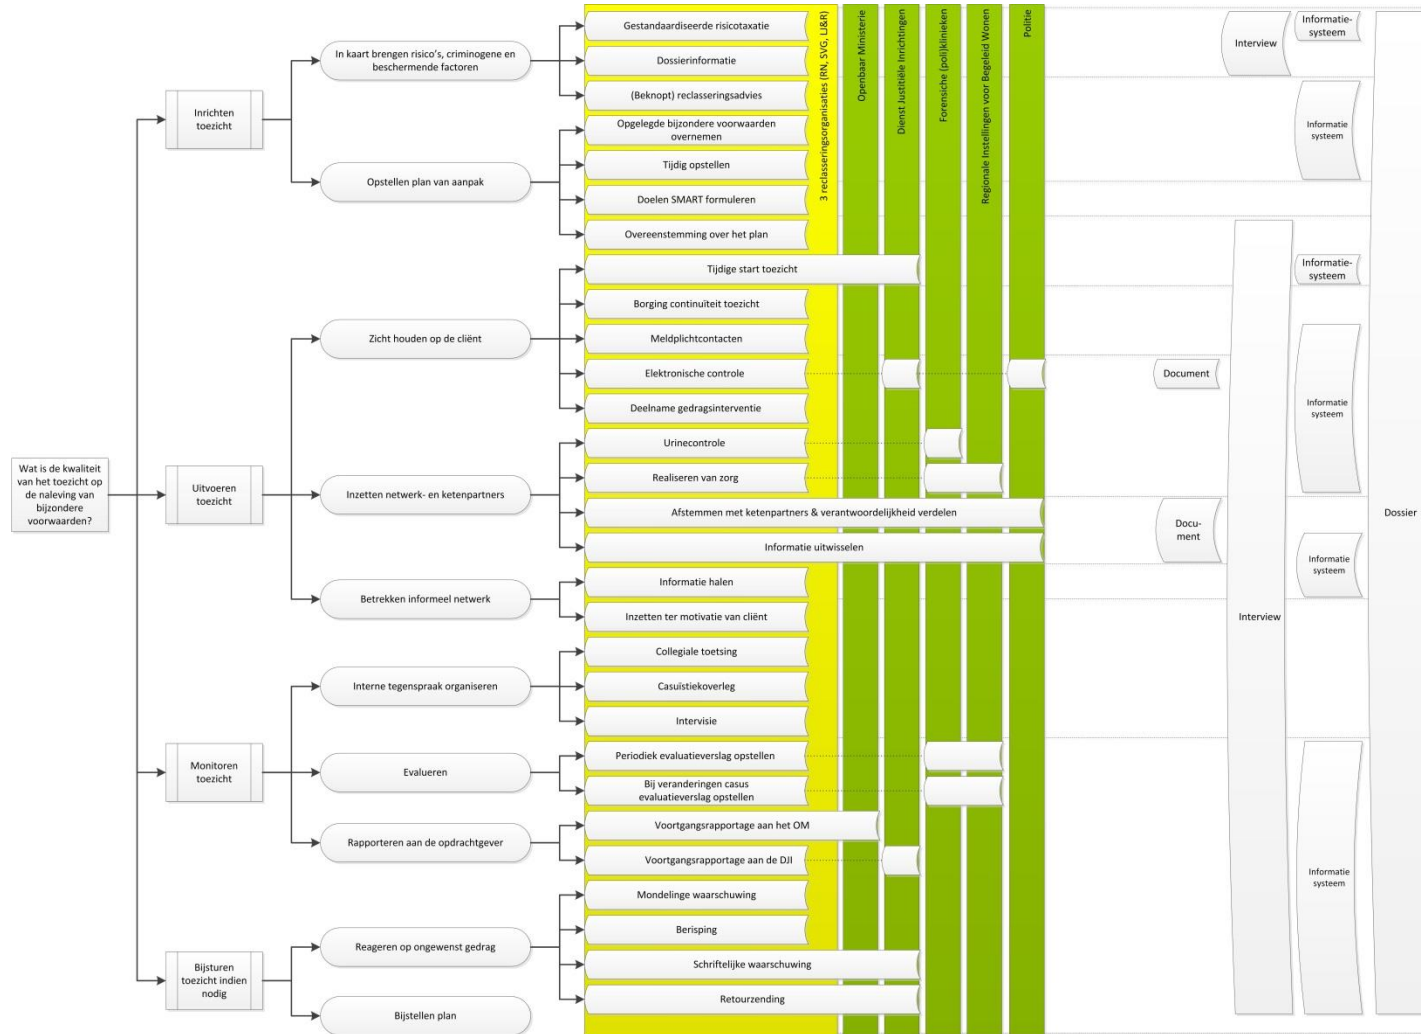 Wat is de kwaliteit
van het toezicht op
de naleving van
bijzondere
voorwaarden?
Inrichten
toezicht
Uitvoeren
toezicht
Monitoren
toezicht
Bijsturen
toezicht indien
nodig
In kaart brengen risico's, criminogene en
beschermende factoren
Opstellen plan van aanpak
Zicht houden op de cliënt
Inzetten netwerk- en ketenpartners
Betrekken informeel netwerk
Interne tegenspraak organiseren
Evalueren
Rapporteren aan de opdrachtgever
Reageren op ongewenst gedrag
Bijstellen plan
Gestandaardiseerde risicotaxatie
Dossierinformatie
(Beknopt) reclasseringsadvies
Opgelegde bijzondere voorwaarden
overnemen
Tijdig opstellen
Doelen SMART formuleren
Overeenstemming over het plan
Tijdige start toezicht
Borging continuïteit toezicht
Meldplichtcontacten
Elektronische controle
Deelname gedragsinterventie
Urinecontrole
Realiseren van zorg
Afstemmen met ketenpartners & verantwoordelijkheid verdelen
Informatie uitwisselen
Informatie halen
Inzetten ter motivatie van cliënt
Collegiale toetsing
Casuïstiekoverleg
Intervisie
Periodiek evaluatieverslag opstellen
Bij veranderingen casus
evaluatieverslag opstellen
Voortgangsrapportage aan het OM
Voortgangsrapportage aan de DJI
Mondelinge waarschuwing
Berisping
Schriftelijke waarschuwing
Retourzending
3 reclasseringsorganisaties (RN, SVG, LJ&R)
Openbaar Ministerie
Dienst Justitiële Inrichtingen
Forensiche (poli)klinieken
Regionale Instellingen voor Begeleid Wonen
Politie
Document
Docu-
ment
Interview
Interview
Informatie-
systeem
Informatie
systeem
Informatie-
systeem
Informatie
systeem
Informatie
systeem
Informatie
systeem
Dossier